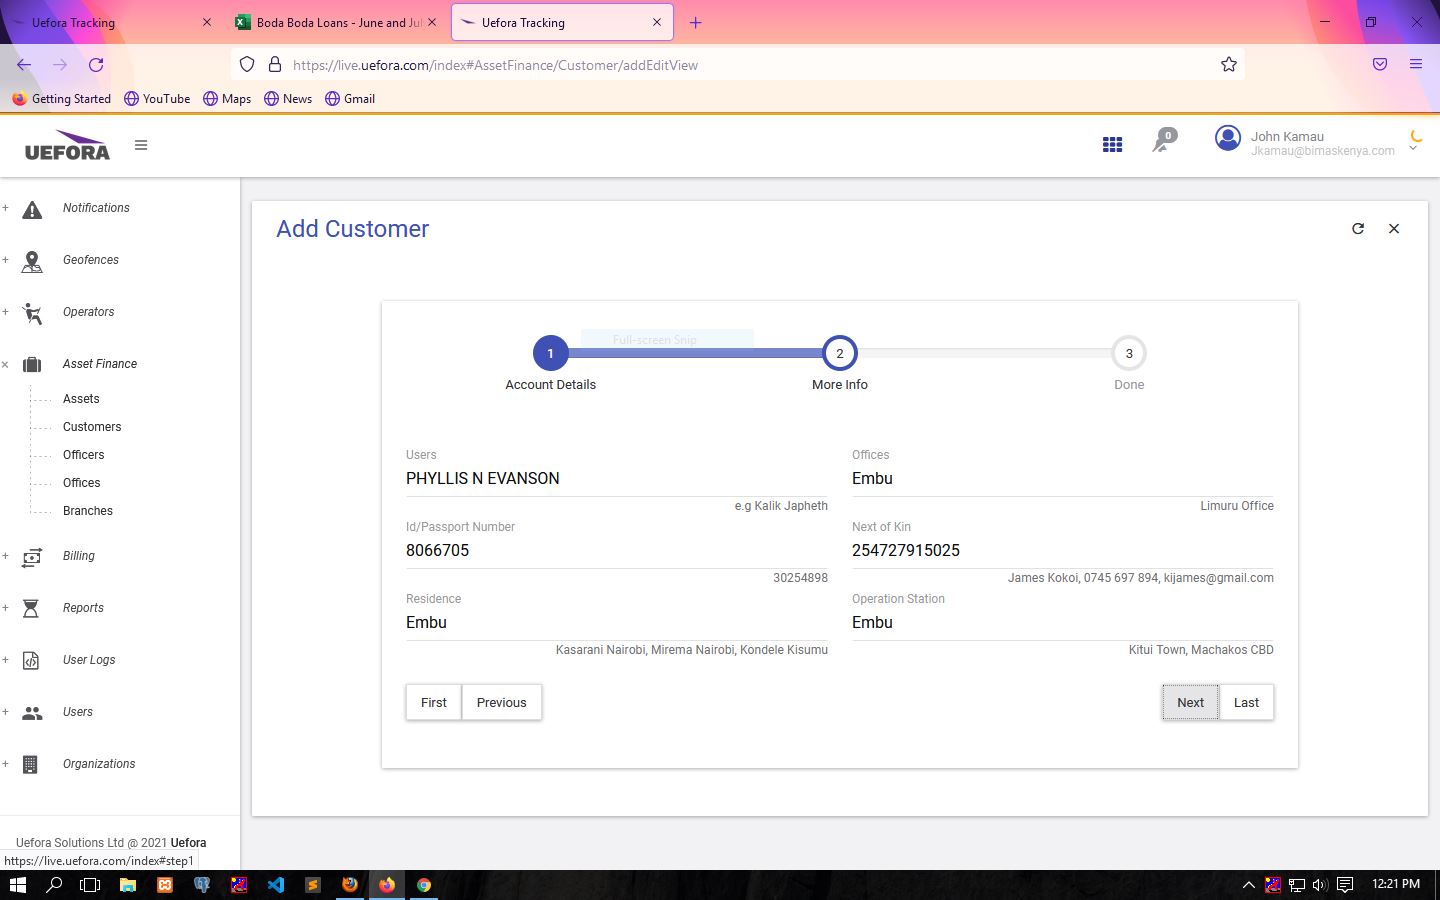 Uefora Tracking
Boda Boda Loans - June and Jul
Uefora Tracking
https://live.uefora.com/index#AssetFinance/Customer/addEditView
Getting Started
YouTube
Maps
News
Gmail
UEFORA
0
John Kamau
Jkamau@bimaskenya.com
Notifications
Geofences
Operators
Asset Finance
Assets
Customers
Officers
Offices
Branches
Billing
Reports
User Logs
Users
Organizations
Uefora Solutions Ltd @ 2021 Uefora
https://live.uefora.com/index#step1
Add Customer
Full-screen Snip
1
2
3
Account Details
More Info
Done
Users
PHYLLIS N EVANSON
e.g Kalik Japheth
Offices
Embu
Limuru Office
Id/Passport Number
8066705
30254898
Next of Kin
254727915025
James Kokoi, 0745 697 894, kijames@gmail.com
Residence
Embu
Kasarani Nairobi, Mirema Nairobi, Kondele Kisumu
Operation Station
Embu
Kitui Town, Machakos CBD
First
Previous
Next
Last
12:21 PM